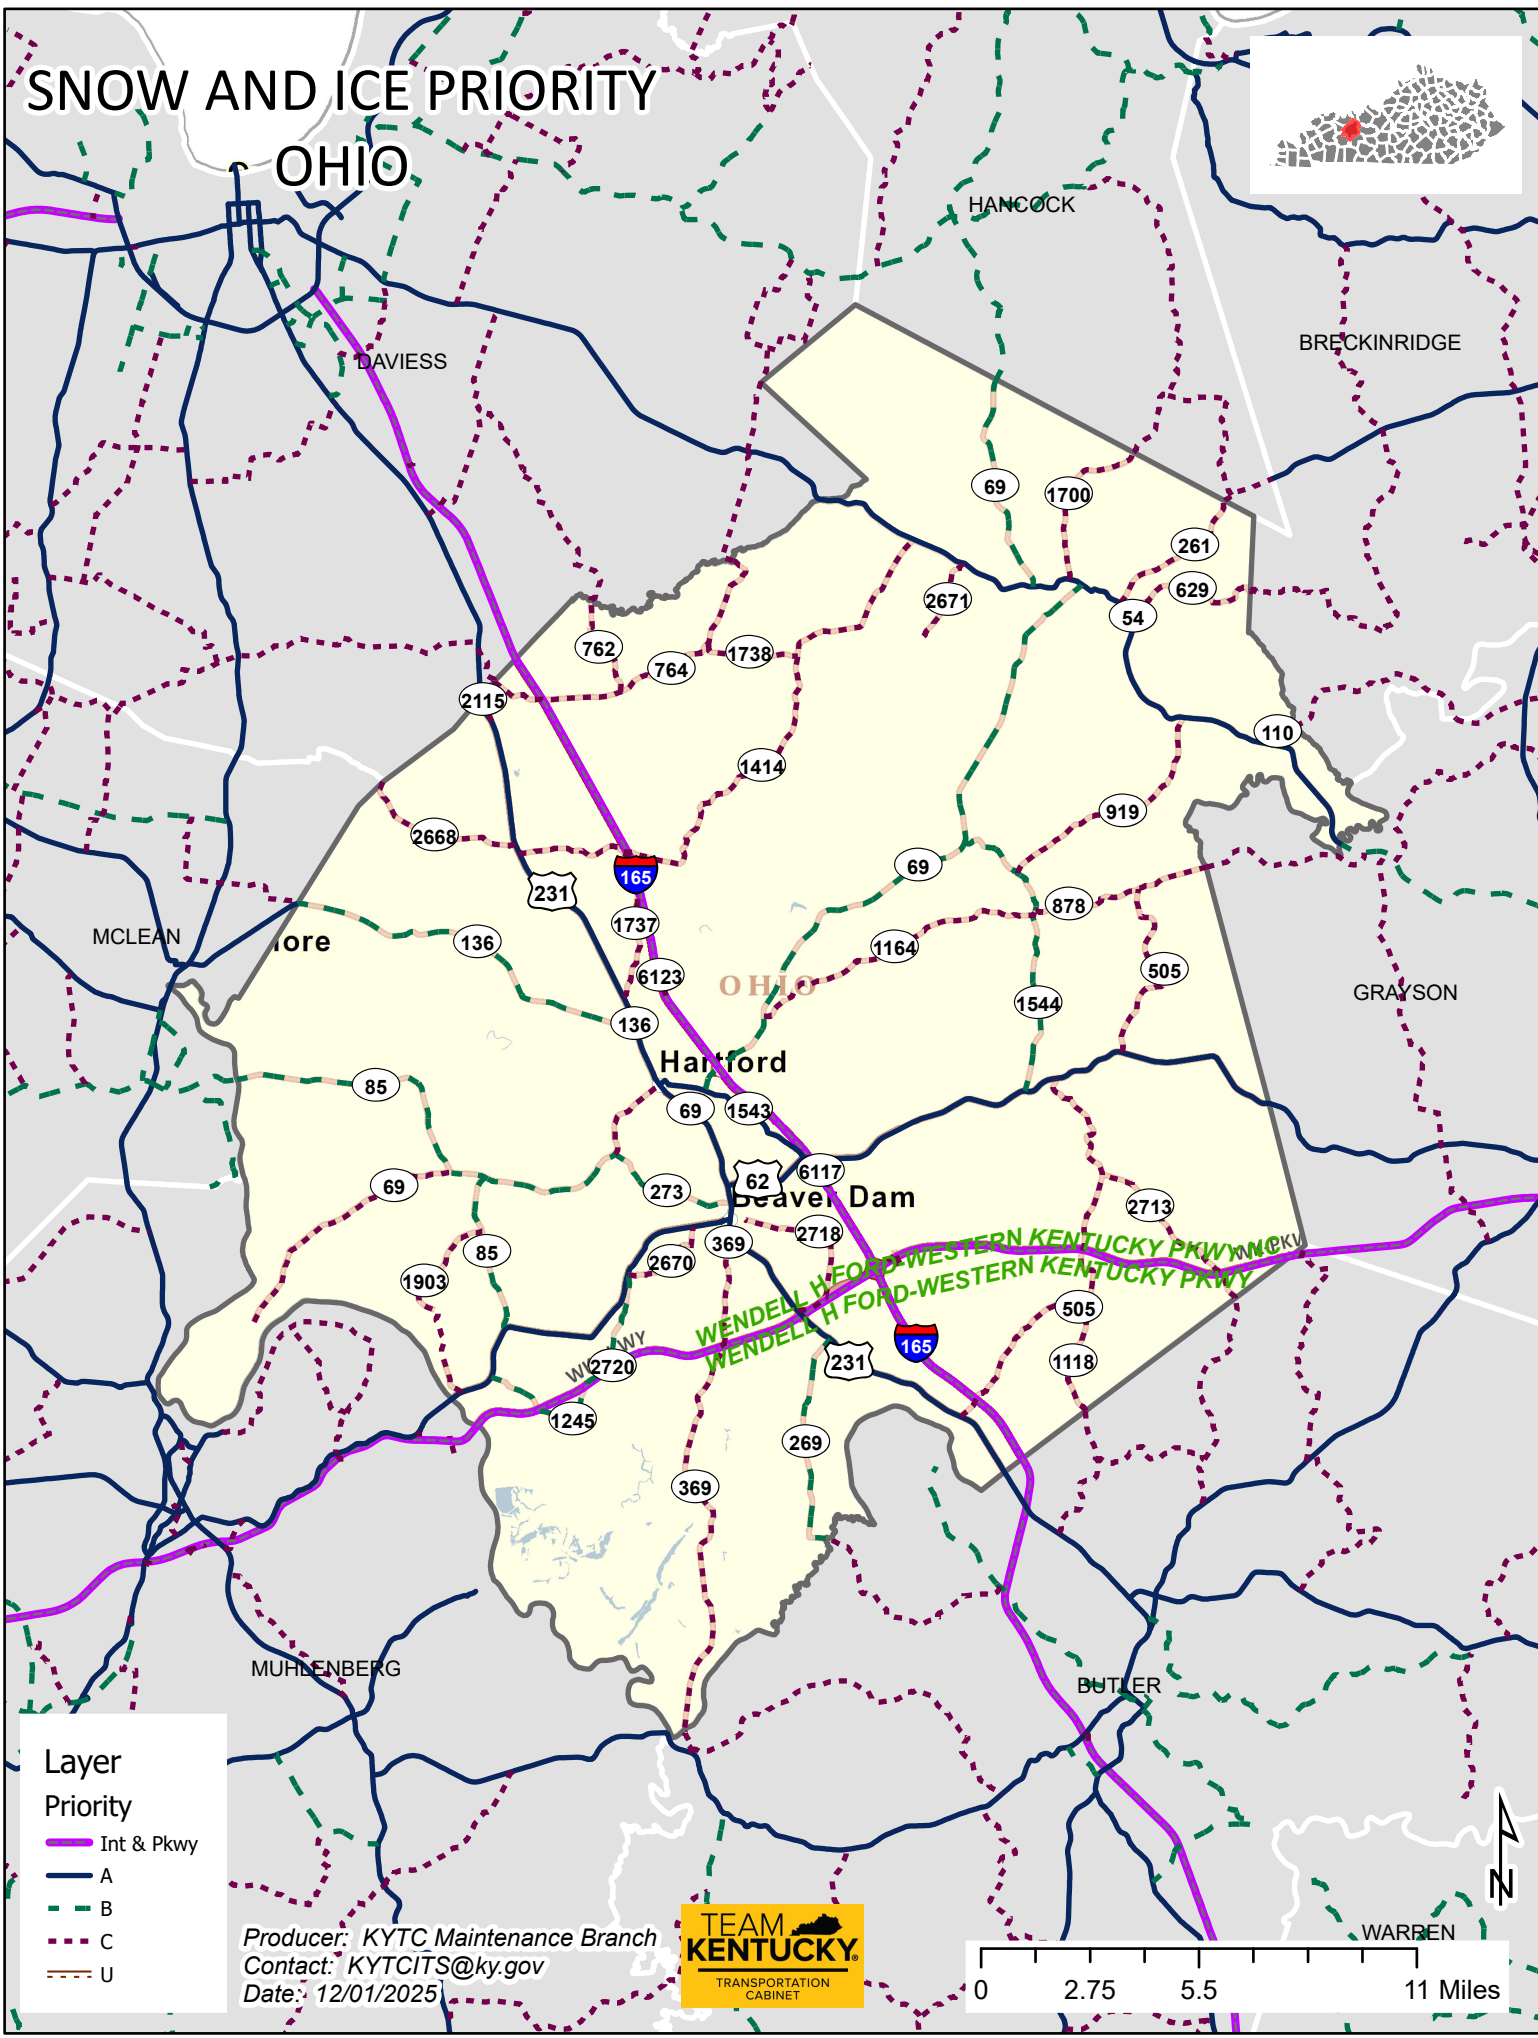 SNOW AND ICE PRIORITY
OHIO
HANCOCK
BRECKINRIDGE
DAVIESS
69
1700
261
629
2671
54
762
764
1738
2115
110
1414
919
2668
69
165
231
878
1737
MCLEAN
136
1164
6123
505
OHIO
GRAYSON
1544
136
Hartford
85
69
1543
6117
62
69
273
Beaver Dam
2713
2718
369
85
2670
WENDELL H FORD-WESTERN KENTUCKY PKWY NC
1903
WENDELL H FORD-WESTERN KENTUCKY PKWY
505
165
231
1118
2720
1245
269
369
MUHLENBERG
BUTLER
Layer
Priority
Int & Pkwy
A
B
C
U
Producer: KYTC Maintenance Branch
Contact: KYTCITS@ky.gov
Date: 12/01/2025
TEAM
KENTUCKY®
TRANSPORTATION
CABINET
N
WARREN
0 2.75 5.5 11 Miles